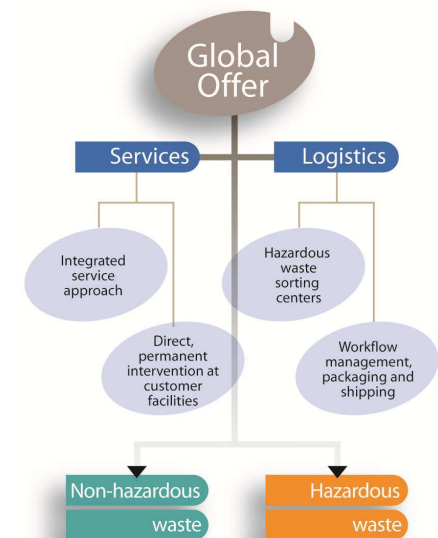 Global
Offer
Services
Logistics
Integrated
service
approach
Hazardous
waste
sorting
centers
Direct,
permanent
intervention at
customer
facilities
Workflow
management,
packaging and
shipping
Non-hazardous
waste
Hazardous
waste